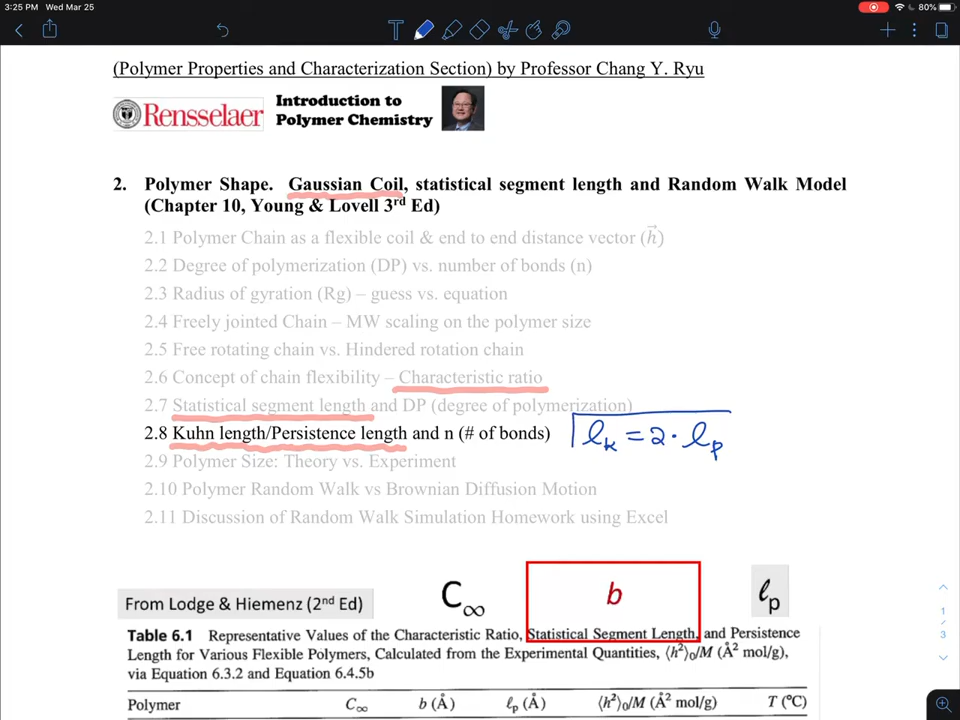 3:25 PM Wed Mar 25 80%
(Polymer Properties and Characterization Section) by Professor Chang Y. Ryu
Rensselaer
Introduction to
Polymer Chemistry
2. Polymer Shape. Gaussian Coil, statistical segment length and Random Walk Model
(Chapter 10, Young & Lovell 3rd Ed)
2.1 Polymer Chain as a flexible coil & end to end distance vector (h⃗)
2.2 Degree of polymerization (DP) vs. number of bonds (n)
2.3 Radius of gyration (Rg) – guess vs. equation
2.4 Freely jointed Chain – MW scaling on the polymer size
2.5 Free rotating chain vs. Hindered rotation chain
2.6 Concept of chain flexibility – Characteristic ratio
2.7 Statistical segment length and DP (degree of polymerization)
2.8 Kuhn length/Persistence length and n (# of bonds) ℓk = 2 · ℓp
2.9 Polymer Size: Theory vs. Experiment
2.10 Polymer Random Walk vs Brownian Diffusion Motion
2.11 Discussion of Random Walk Simulation Homework using Excel
1
/
3
From Lodge & Hiemenz (2nd Ed) C∞ b ℓp
Table 6.1 Representative Values of the Characteristic Ratio, Statistical Segment Length, and Persistence
Length for Various Flexible Polymers, Calculated from the Experimental Quantities, ⟨h²⟩₀/M (Å² mol/g),
via Equation 6.3.2 and Equation 6.4.5b
Polymer C∞ b (Å) ℓp (Å) ⟨h²⟩₀/M (Å² mol/g) T (°C)